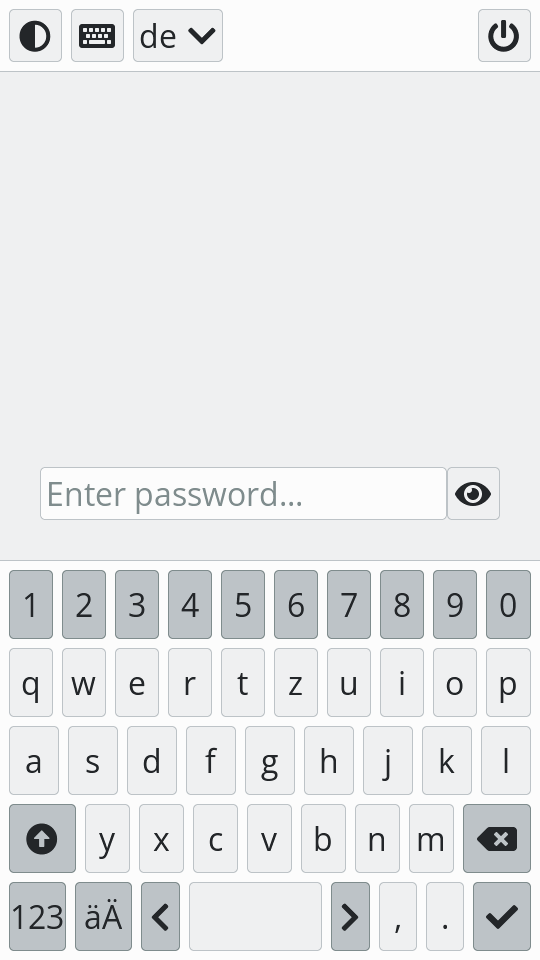 de
Enter password...
1 2 3 4 5 6 7 8 9 0
q w e r t z u i o p
a s d f g h j k l
y x c v b n m
123 äÄ , .